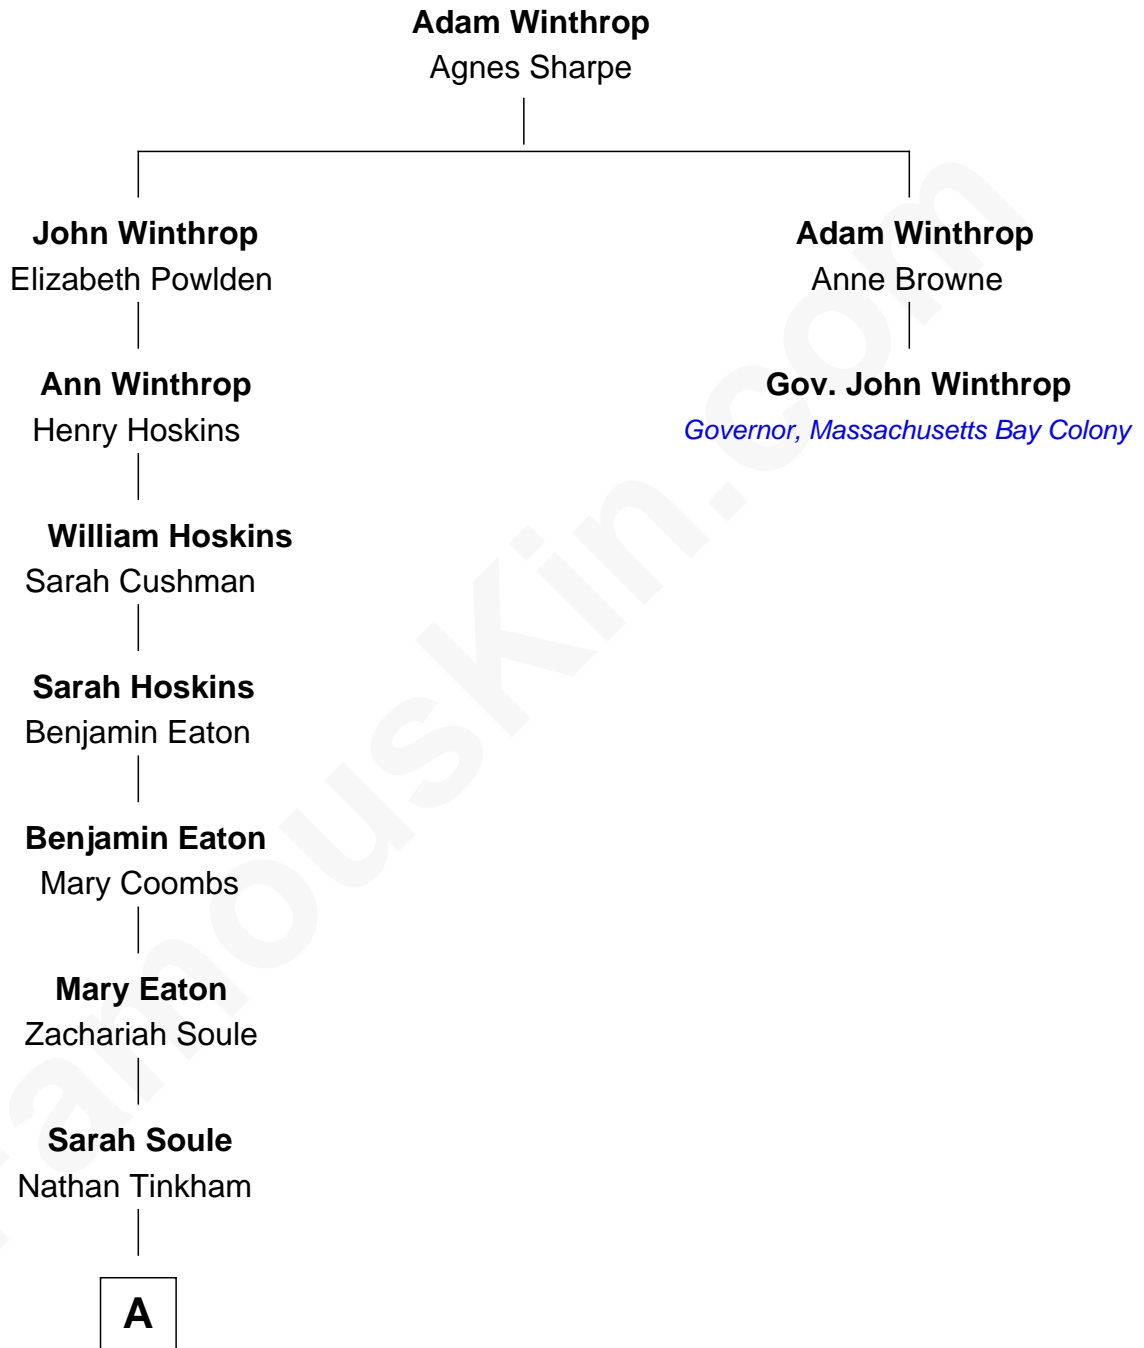 Adam Winthrop
Agnes Sharpe
John Winthrop
Elizabeth Powlden
Adam Winthrop
Anne Browne
Ann Winthrop
Henry Hoskins
Gov. John Winthrop
Governor, Massachusetts Bay Colony
William Hoskins
Sarah Cushman
Sarah Hoskins
Benjamin Eaton
Benjamin Eaton
Mary Coombs
Mary Eaton
Zachariah Soule
Sarah Soule
Nathan Tinkham
A
FamousKin.com